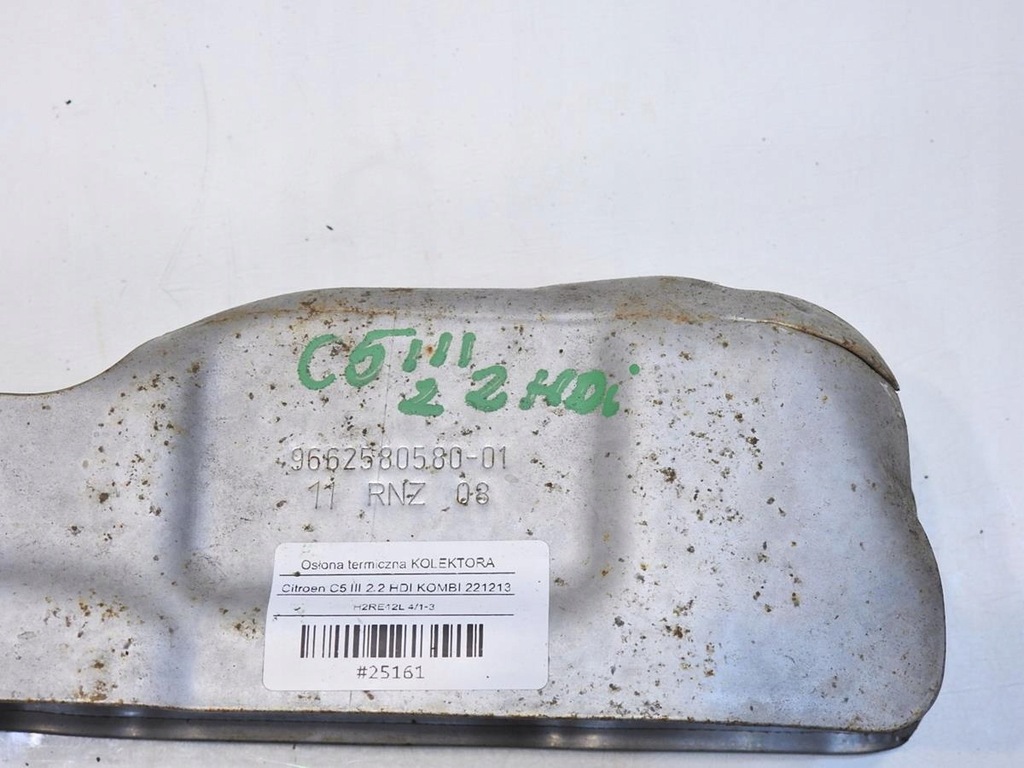 C5 III
2 2 HDi
9662580580-01
11 RNZ 08
Osłona termiczna KOLEKTORA
Citroen C5 III 2.2 HDI KOMBI 221213
H2RE12L 4/1-3
#25161